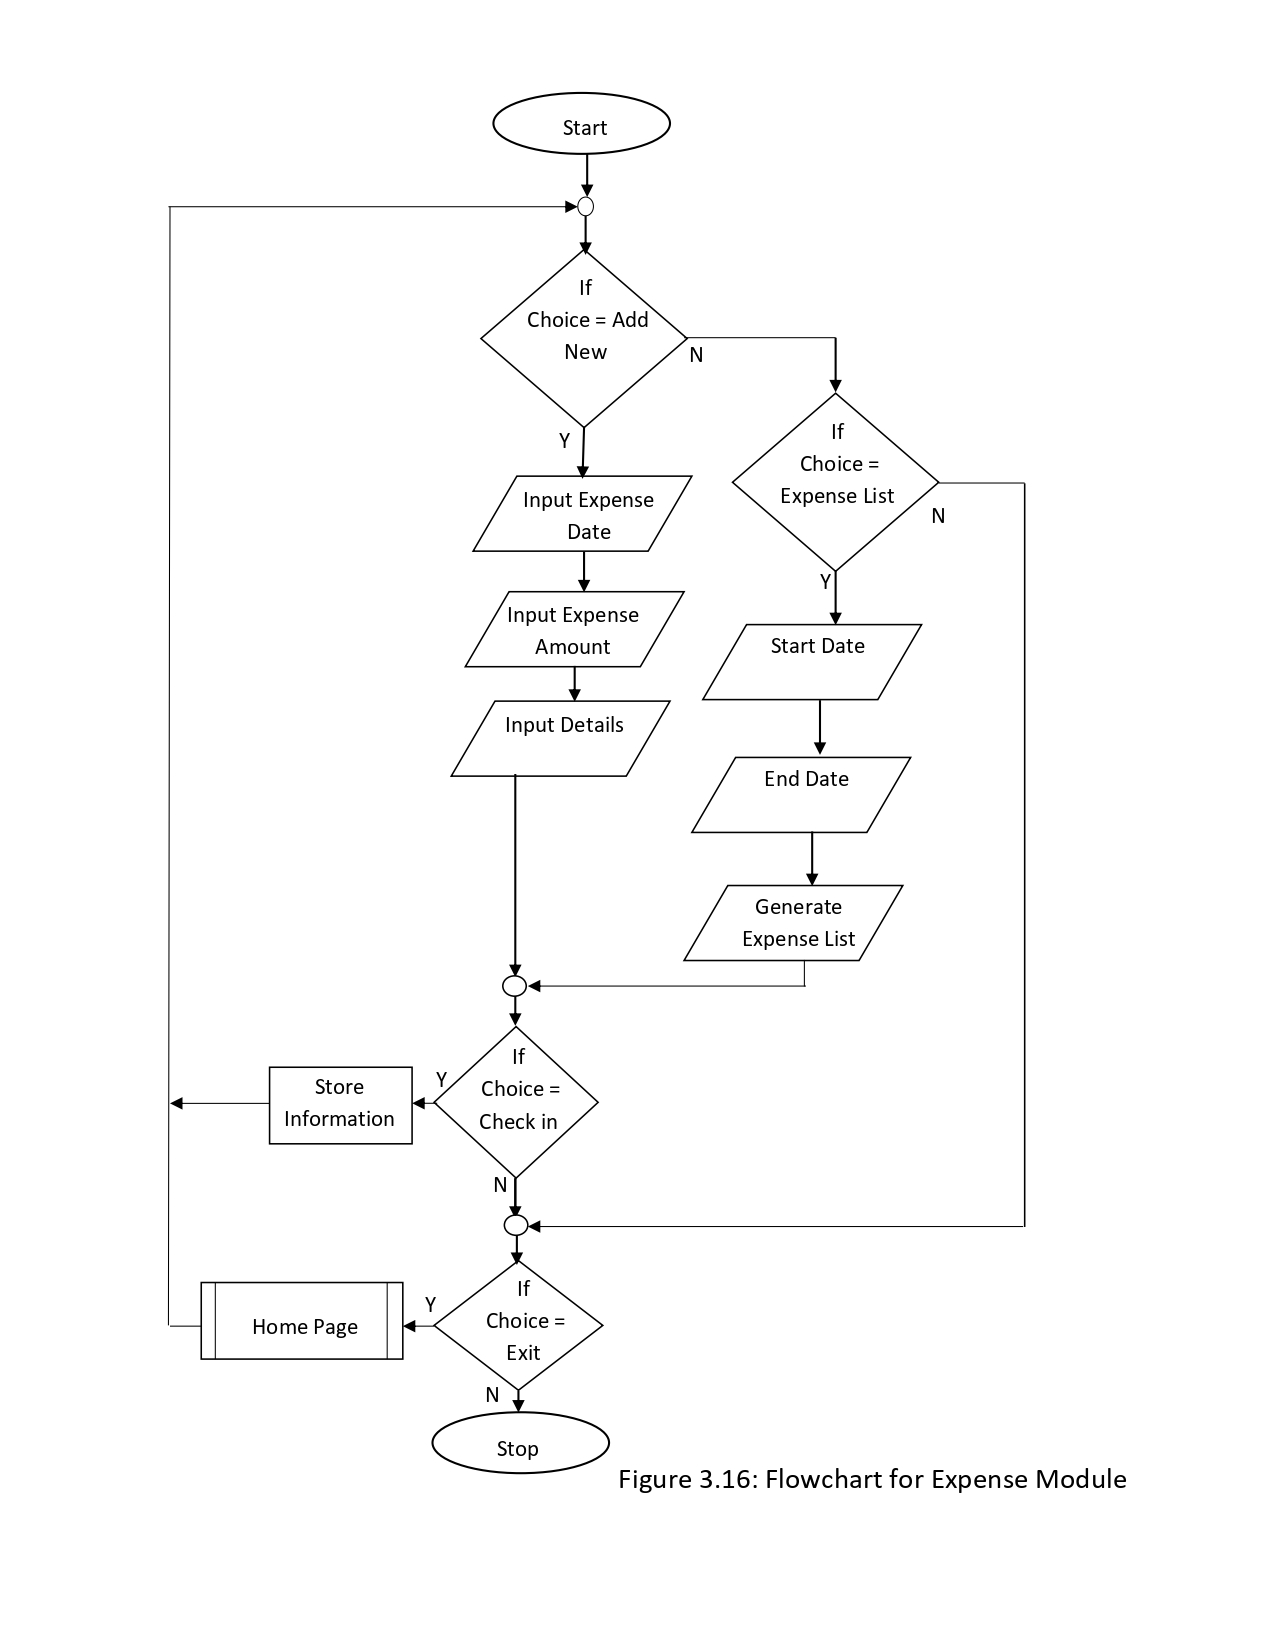 Start
If
Choice = Add
New
N
Y
If
Choice =
Expense List
N
Y
Input Expense
Date
Input Expense
Amount
Input Details
Start Date
End Date
Generate
Expense List
If
Choice =
Check in
Y
Store
Information
N
If
Choice =
Exit
Y
Home Page
N
Stop
Figure 3.16: Flowchart for Expense Module